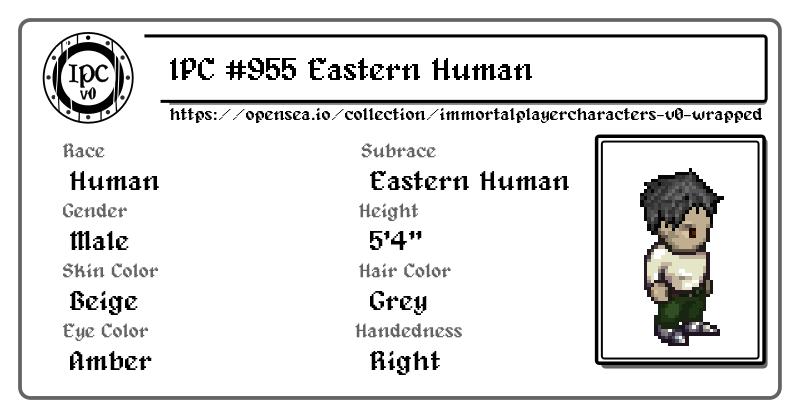 IPC
v0
IPC #955 Eastern Human
https://opensea.io/collection/immortalplayercharacters-v0-wrapped
Race
Human
Subrace
Eastern Human
Gender
Male
Height
5'4"
Skin Color
Beige
Hair Color
Grey
Eye Color
Amber
Handedness
Right